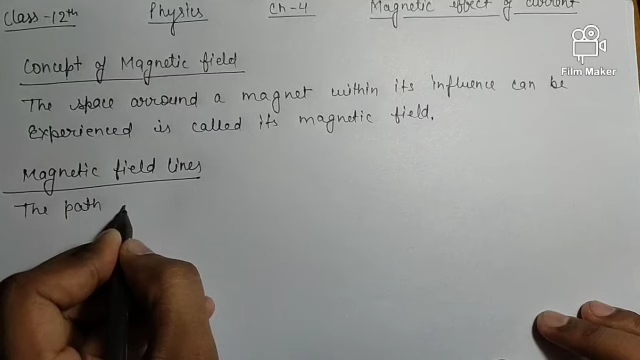 Class-12th Physics Ch-4 Magnetic effect of current
Film Maker
Concept of Magnetic field
The space arround a magnet within its influence can be
Experienced is called its magnetic field.
Magnetic field lines
The path